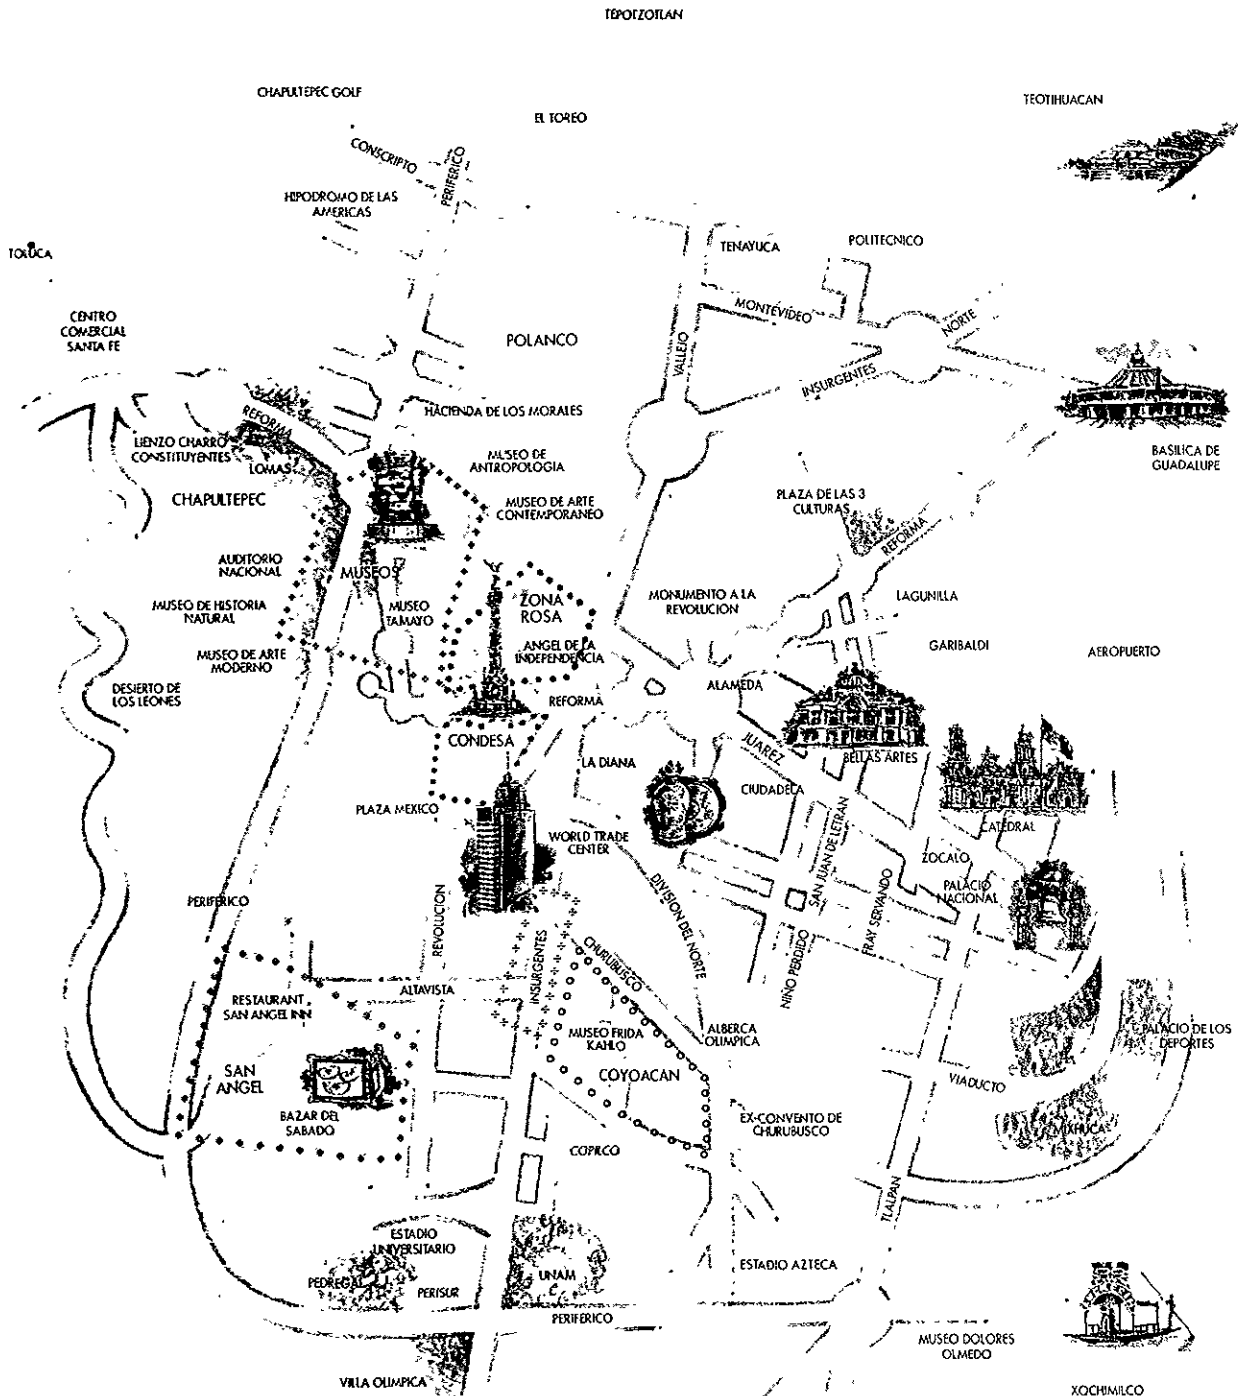 TEPOTZOTLAN
CHAPULTEPEC GOLF
TEOTIHUACAN
EL TOREO
CONSCRIPTO
PERIFERICO
HIPODROMO DE LAS
AMERICAS
TOLUCA
TENAYUCA
POLITECNICO
CENTRO
COMERCIAL
SANTA FE
MONTEVIDEO
NORTE
POLANCO
VALLEJO
INSURGENTES
REFORMA
HACIENDA DE LOS MORALES
LIENZO CHARRO
CONSTITUYENTES
LOMAS
MUSEO DE
ANTROPOLOGIA
BASILICA DE
GUADALUPE
CHAPULTEPEC
MUSEO DE ARTE
CONTEMPORANEO
PLAZA DE LAS 3
CULTURAS
REFORMA
AUDITORIO
NACIONAL
MUSEOS
MUSEO DE HISTORIA
NATURAL
MUSEO
TAMAYO
ZONA
ROSA
MONUMENTO A LA
REVOLUCION
LAGUNILLA
MUSEO DE ARTE
MODERNO
ANGEL DE LA
INDEPENDENCIA
GARIBALDI
AEROPUERTO
DESIERTO DE
LOS LEONES
REFORMA
ALAMEDA
CONDESA
JUAREZ
BELLAS ARTES
LA DIANA
CIUDADELA
PLAZA MEXICO
CATEDRAL
WORLD TRADE
CENTER
SAN JUAN DE LETRAN
ZOCALO
PALACIO
NACIONAL
DIVISION DEL NORTE
FRAY SERVANDO
PERIFERICO
REVOLUCION
INSURGENTES
CHURUBUSCO
NIÑO PERDIDO
ALTAVISTA
RESTAURANT
SAN ANGEL INN
MUSEO FRIDA
KAHLO
ALBERCA
OLIMPICA
PALACIO DE LOS
DEPORTES
SAN
ANGEL
COYOACAN
VIADUCTO
BAZAR DEL
SABADO
EX-CONVENTO DE
CHURUBUSCO
MIXHUCA
COPILCO
TLALPAN
ESTADIO
UNIVERSITARIO
ESTADIO AZTECA
PEDREGAL
PERISUR
UNAM
PERIFERICO
MUSEO DOLORES
OLMEDO
VILLA OLIMPICA
XOCHIMILCO